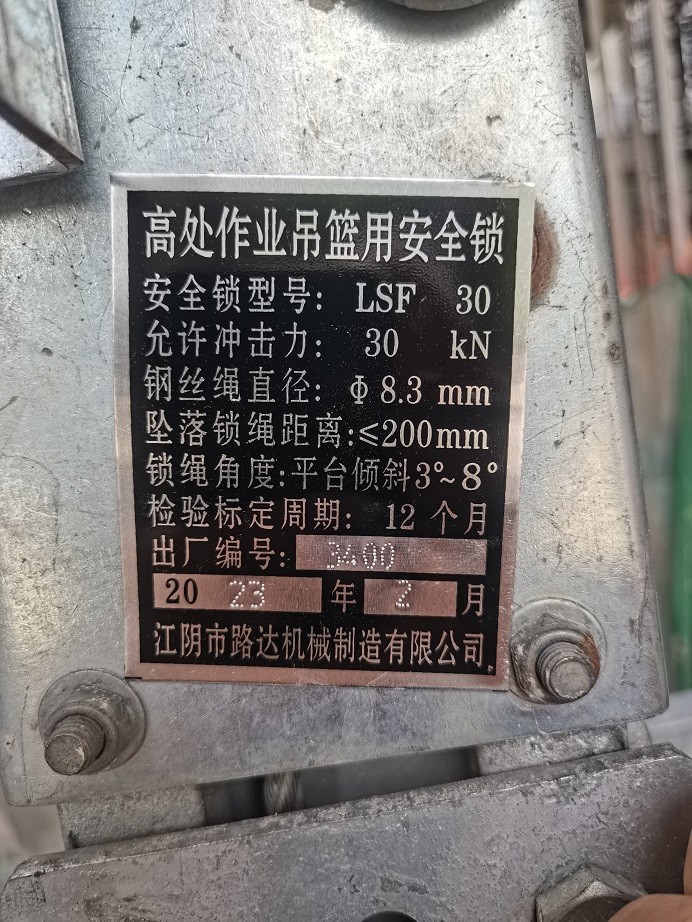 高处作业吊篮用安全锁
安全锁型号: LSF 30
允许冲击力: 30 kN
钢丝绳直径: Φ8.3 mm
坠落锁绳距离:≤200mm
锁绳角度:平台倾斜3°~8°
检验标定周期: 12 个月
出厂编号: 3400
20 23 年 2 月
江阴市路达机械制造有限公司